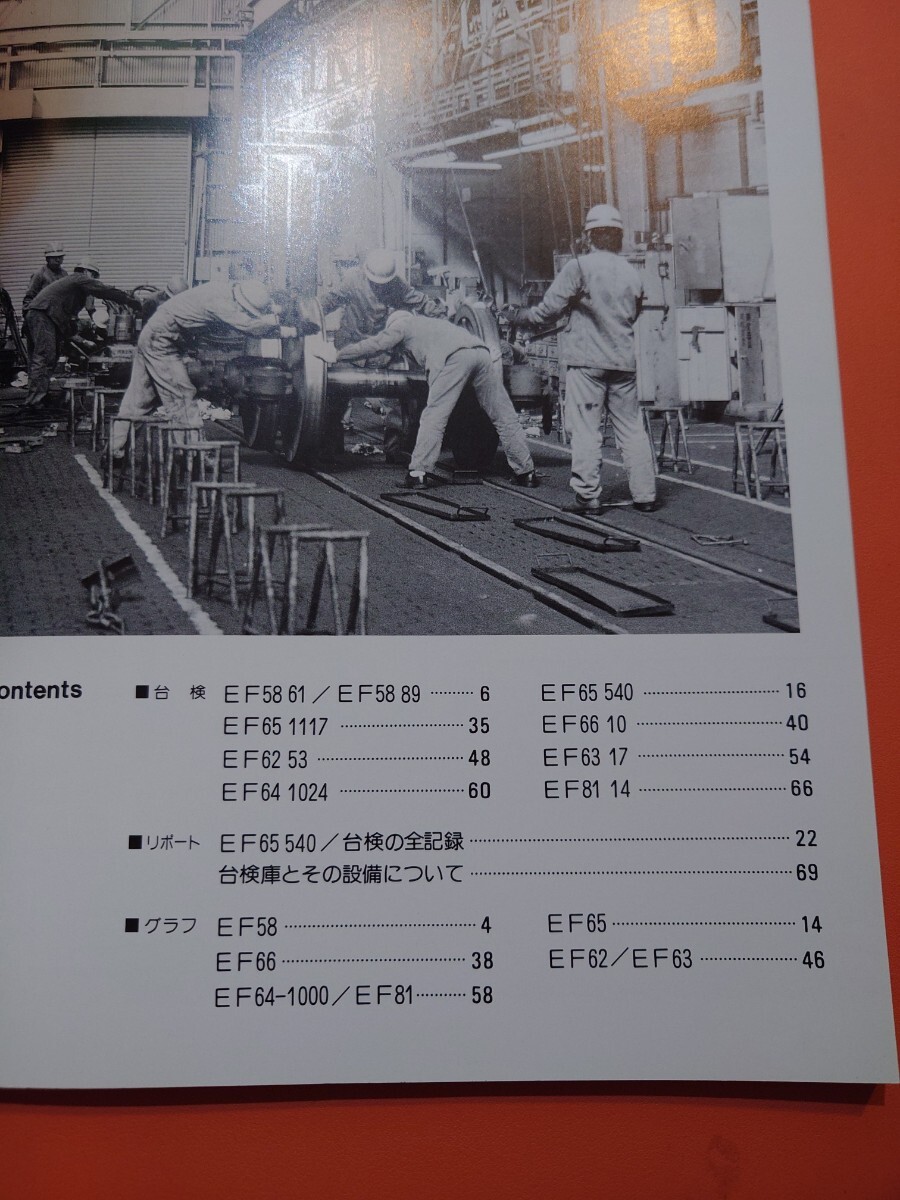 ontents
■台 検 EF58 61／EF58 89 ········· 6 EF65 540 ························ 16
EF65 1117 ····················· 35 EF66 10 ·························· 40
EF62 53 ························· 48 EF63 17 ·························· 54
EF64 1024 ····················· 60 EF81 14 ·························· 66
■リポート EF65 540／台検の全記録 ······················································· 22
台検庫とその設備について ······················································· 69
■グラフ EF58 ································· 4 EF65 ································ 14
EF66 ································ 38 EF62／EF63 ················· 46
EF64-1000／EF81 ·········· 58